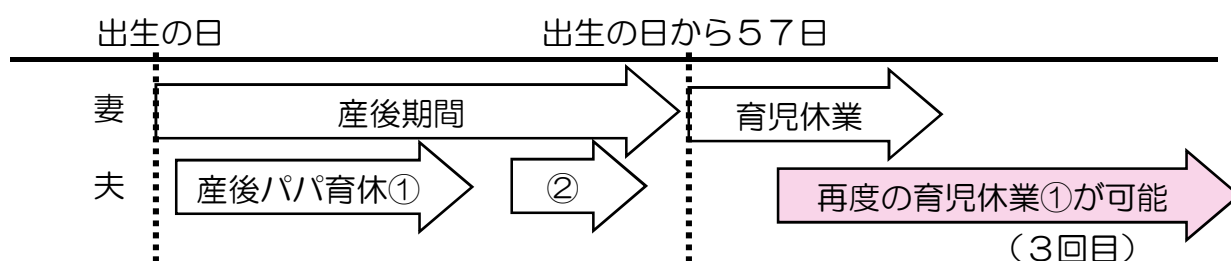 出生の日 出生の日から５７日
妻 産後期間 育児休業
夫 産後パパ育休① ② 再度の育児休業①が可能
（３回目）